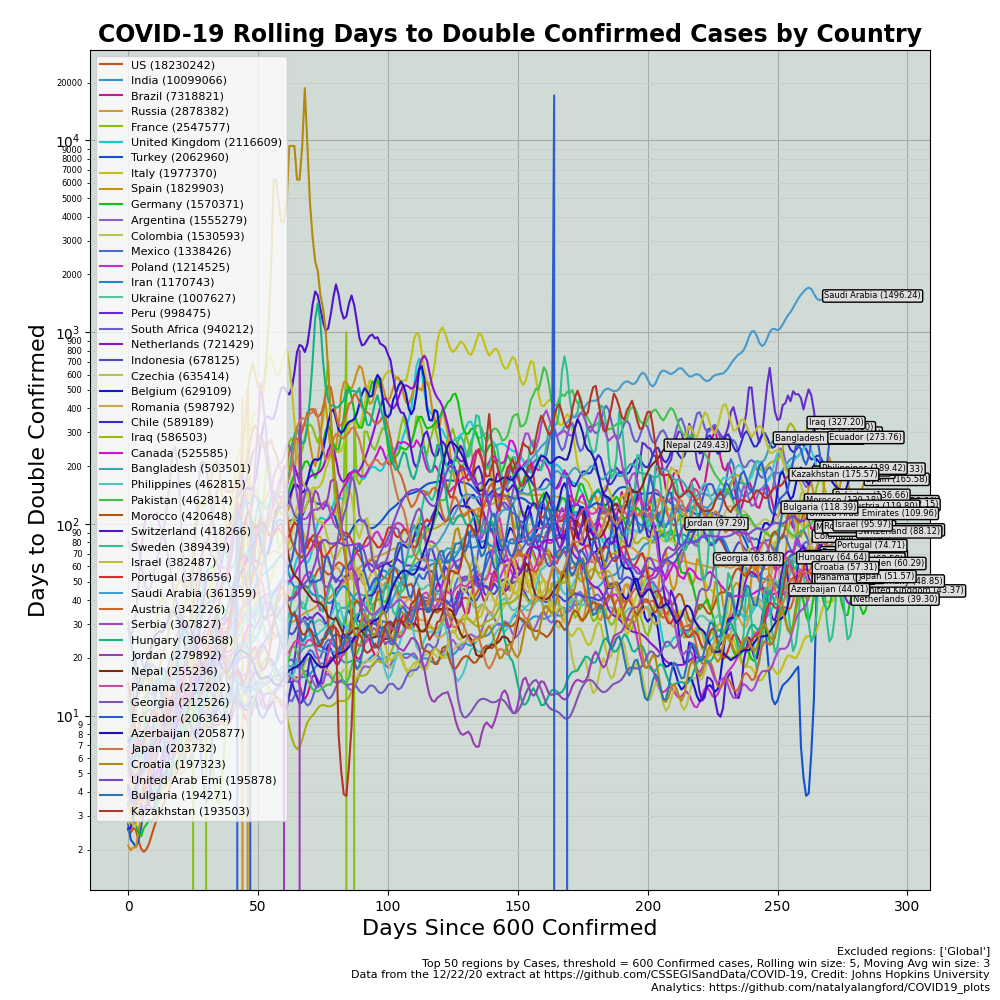 COVID-19 Rolling Days to Double Confirmed Cases by Country
US (18230242)
India (10099066)
Brazil (7318821)
Russia (2878382)
France (2547577)
United Kingdom (2116609)
Turkey (2062960)
Italy (1977370)
Spain (1829903)
Germany (1570371)
Argentina (1555279)
Colombia (1530593)
Mexico (1338426)
Poland (1214525)
Iran (1170743)
Ukraine (1007627)
Peru (998475)
South Africa (940212)
Netherlands (721429)
Indonesia (678125)
Czechia (635414)
Belgium (629109)
Romania (598792)
Chile (589189)
Iraq (586503)
Canada (525585)
Bangladesh (503501)
Philippines (462815)
Pakistan (462814)
Morocco (420648)
Switzerland (418266)
Sweden (389439)
Israel (382487)
Portugal (378656)
Saudi Arabia (361359)
Austria (342226)
Serbia (307827)
Hungary (306368)
Jordan (279892)
Nepal (255236)
Panama (217202)
Georgia (212526)
Ecuador (206364)
Azerbaijan (205877)
Japan (203732)
Croatia (197323)
United Arab Emi (195878)
Bulgaria (194271)
Kazakhstan (193503)
Saudi Arabia (1496.24)
Iraq (327.20)
Bangladesh
Ecuador (273.76)
Nepal (249.43)
Philippines (189.42)
33)
Kazakhstan (175.57)
(165.58)
(136.66)
Bulgaria (118.39)
Emirates (109.96)
Jordan (97.29)
Israel (95.97)
Switzerland (88.12)
Portugal (74.71)
Hungary (64.64)
Georgia (63.68)
(60.29)
Croatia (57.31)
Panama
Japan (51.57)
48.85)
Azerbaijan (44.01)
43.37)
Netherlands (39.30)
Days to Double Confirmed
20000
10^4
9000
8000
7000
6000
5000
4000
3000
2000
10^3
900
800
700
600
500
400
300
200
10^2
90
80
70
60
50
40
30
20
10^1
9
8
7
6
5
4
3
2
0 50 100 150 200 250 300
Days Since 600 Confirmed
Excluded regions: ['Global']
Top 50 regions by Cases, threshold = 600 Confirmed cases, Rolling win size: 5, Moving Avg win size: 3
Data from the 12/22/20 extract at https://github.com/CSSEGISandData/COVID-19, Credit: Johns Hopkins University
Analytics: https://github.com/natalyalangford/COVID19_plots